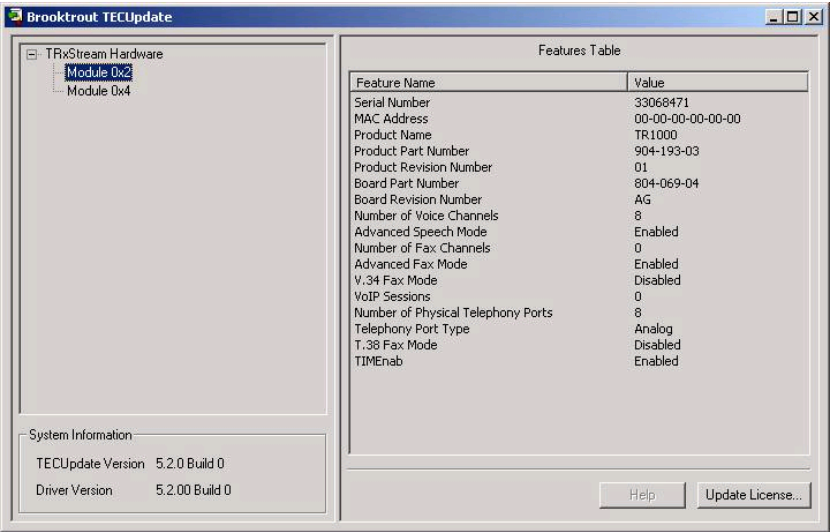 Brooktrout TECUpdate
TRxStream Hardware
Module 0x2
Module 0x4
System Information
TECUpdate Version 5.2.0 Build 0
Driver Version 5.2.00 Build 0
Features Table
Feature Name Value
Serial Number 33068471
MAC Address 00-00-00-00-00-00
Product Name TR1000
Product Part Number 904-193-03
Product Revision Number 01
Board Part Number 804-069-04
Board Revision Number AG
Number of Voice Channels 8
Advanced Speech Mode Enabled
Number of Fax Channels 0
Advanced Fax Mode Enabled
V.34 Fax Mode Disabled
VoIP Sessions 0
Number of Physical Telephony Ports 8
Telephony Port Type Analog
T.38 Fax Mode Disabled
TIMEnab Enabled
Help Update License...